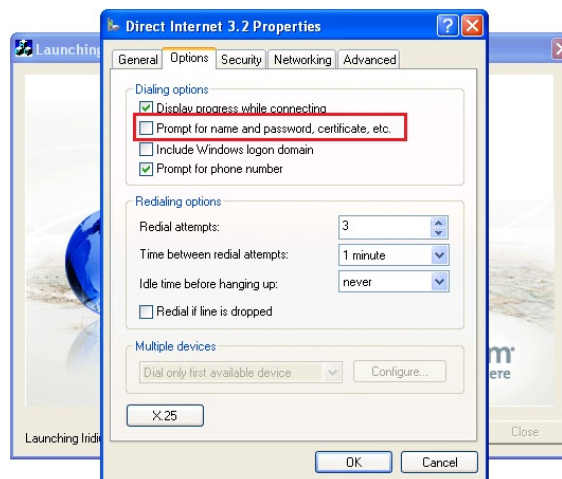 Direct Internet 3.2 Properties
Launching
General Options Security Networking Advanced
Dialing options
Display progress while connecting
Prompt for name and password, certificate, etc.
Include Windows logon domain
Prompt for phone number
Redialing options
Redial attempts: 3
Time between redial attempts: 1 minute
Idle time before hanging up: never
Redial if line is dropped
Multiple devices
Dial only first available device Configure...
m
ere
X.25
Close
Launching Iridi
OK Cancel